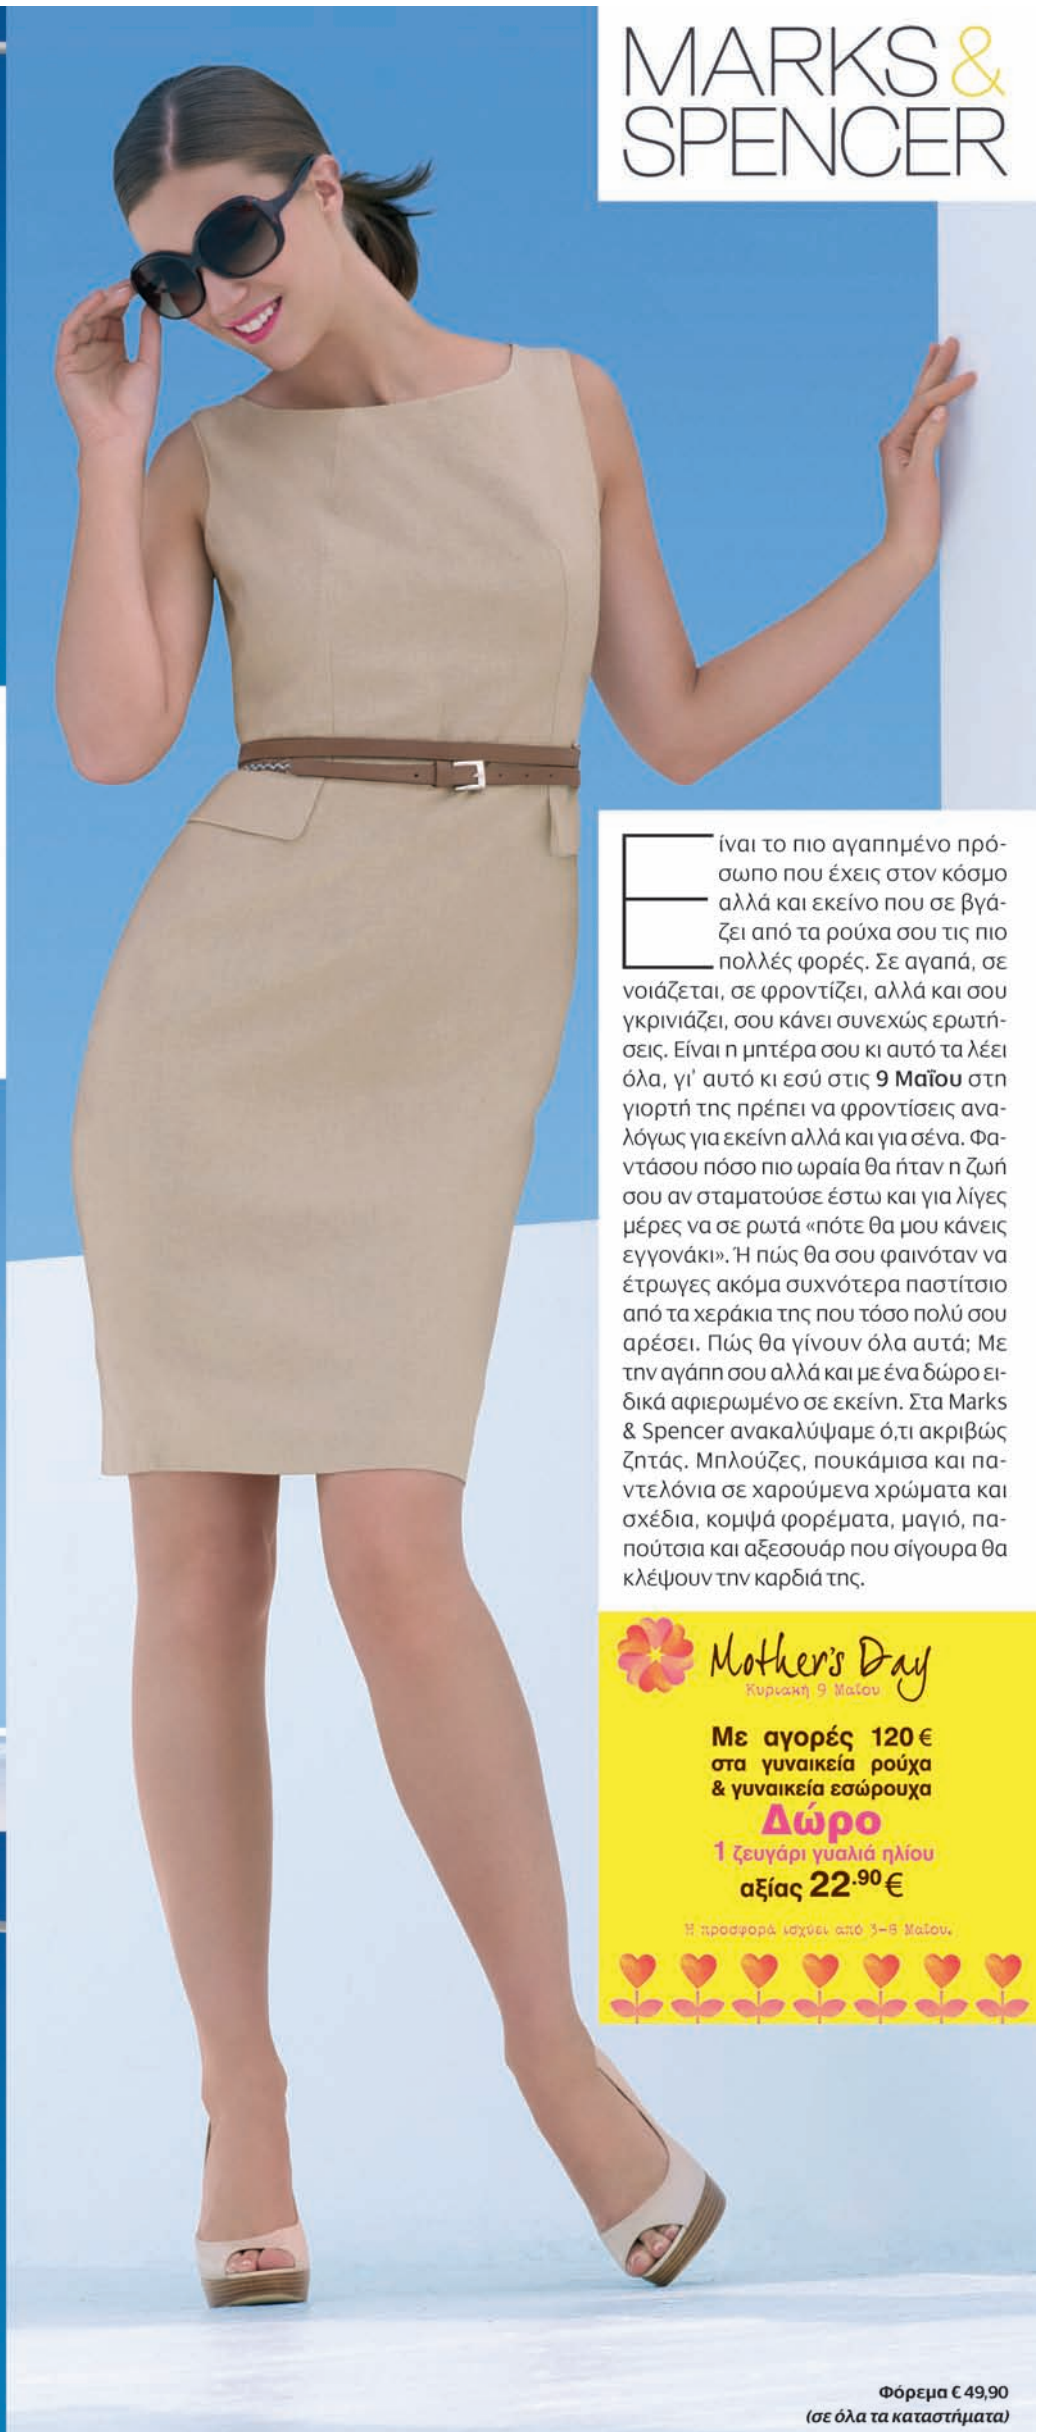 MARKS &
SPENCER
Είναι το πιο αγαπημένο πρό-
σωπο που έχεις στον κόσμο
αλλά και εκείνο που σε βγά-
ζει από τα ρούχα σου τις πιο
πολλές φορές. Σε αγαπά, σε
νοιάζεται, σε φροντίζει, αλλά και σου
γκρινιάζει, σου κάνει συνεχώς ερωτή-
σεις. Είναι η μητέρα σου κι αυτό τα λέει
όλα, γι' αυτό κι εσύ στις 9 Μαΐου στη
γιορτή της πρέπει να φροντίσεις ανα-
λόγως για εκείνη αλλά και για σένα. Φα-
ντάσου πόσο πιο ωραία θα ήταν η ζωή
σου αν σταματούσε έστω και για λίγες
μέρες να σε ρωτά «πότε θα μου κάνεις
εγγονάκι». Ή πώς θα σου φαινόταν να
έτρωγες ακόμα συχνότερα παστίτσιο
από τα χεράκια της που τόσο πολύ σου
αρέσει. Πώς θα γίνουν όλα αυτά; Με
την αγάπη σου αλλά και με ένα δώρο ει-
δικά αφιερωμένο σε εκείνη. Στα Marks
& Spencer ανακαλύψαμε ό,τι ακριβώς
ζητάς. Μπλούζες, πουκάμισα και πα-
ντελόνια σε χαρούμενα χρώματα και
σχέδια, κομψά φορέματα, μαγιό, πα-
πούτσια και αξεσουάρ που σίγουρα θα
κλέψουν την καρδιά της.
Mother's Day
Κυριακή 9 Μαΐου
Με αγορές 120 €
στα γυναικεία ρούχα
& γυναικεία εσώρουχα
Δώρο
1 ζευγάρι γυαλιά ηλίου
αξίας 22.90 €
Η προσφορά ισχύει από 3-8 Μαΐου.
Φόρεμα € 49,90
(σε όλα τα καταστήματα)